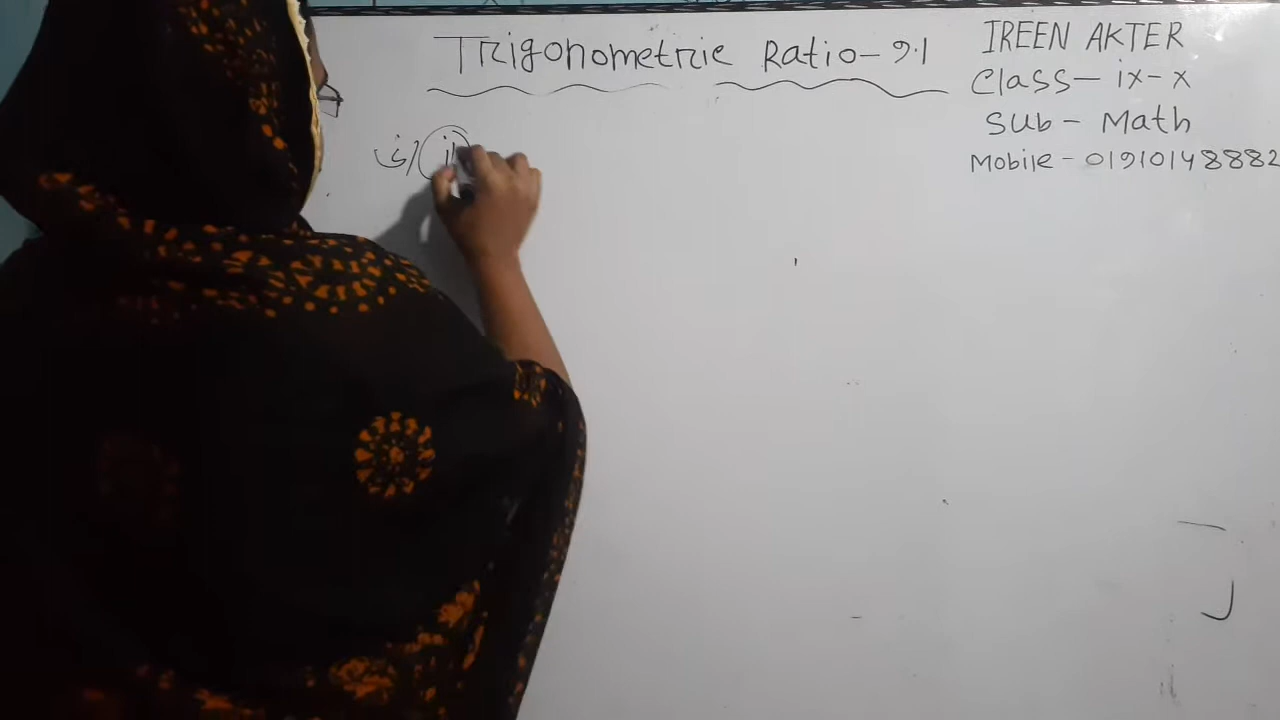 Trigonometric Ratio-9.1
IREEN AKTER
Class- ix-x
Sub - Math
Mobile - 01910148882